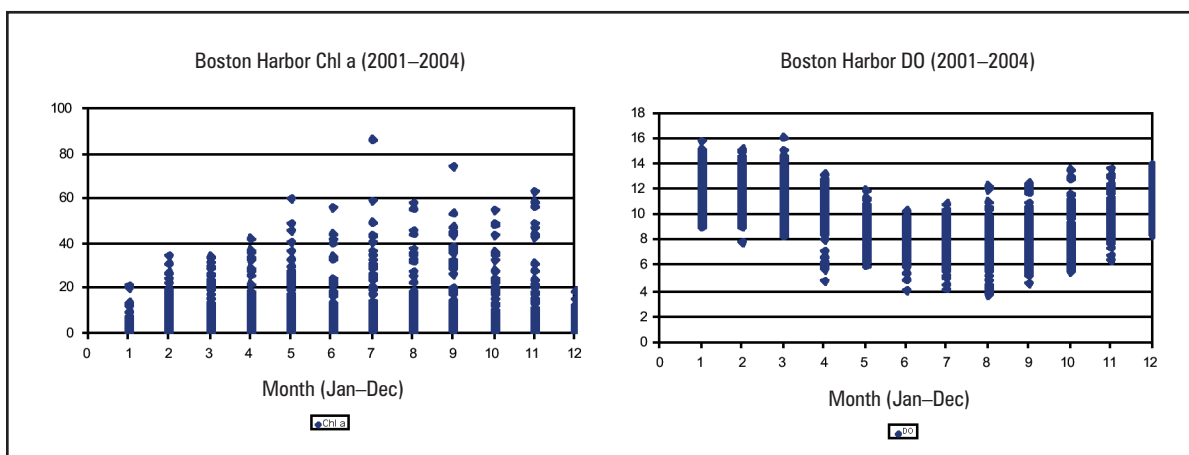 Boston Harbor Chl a (2001–2004)
100
80
60
40
20
0
0 1 2 3 4 5 6 7 8 9 10 11 12
Month (Jan–Dec)
Chl a
Boston Harbor DO (2001–2004)
18
16
14
12
10
8
6
4
2
0
0 1 2 3 4 5 6 7 8 9 10 11 12
Month (Jan–Dec)
DO